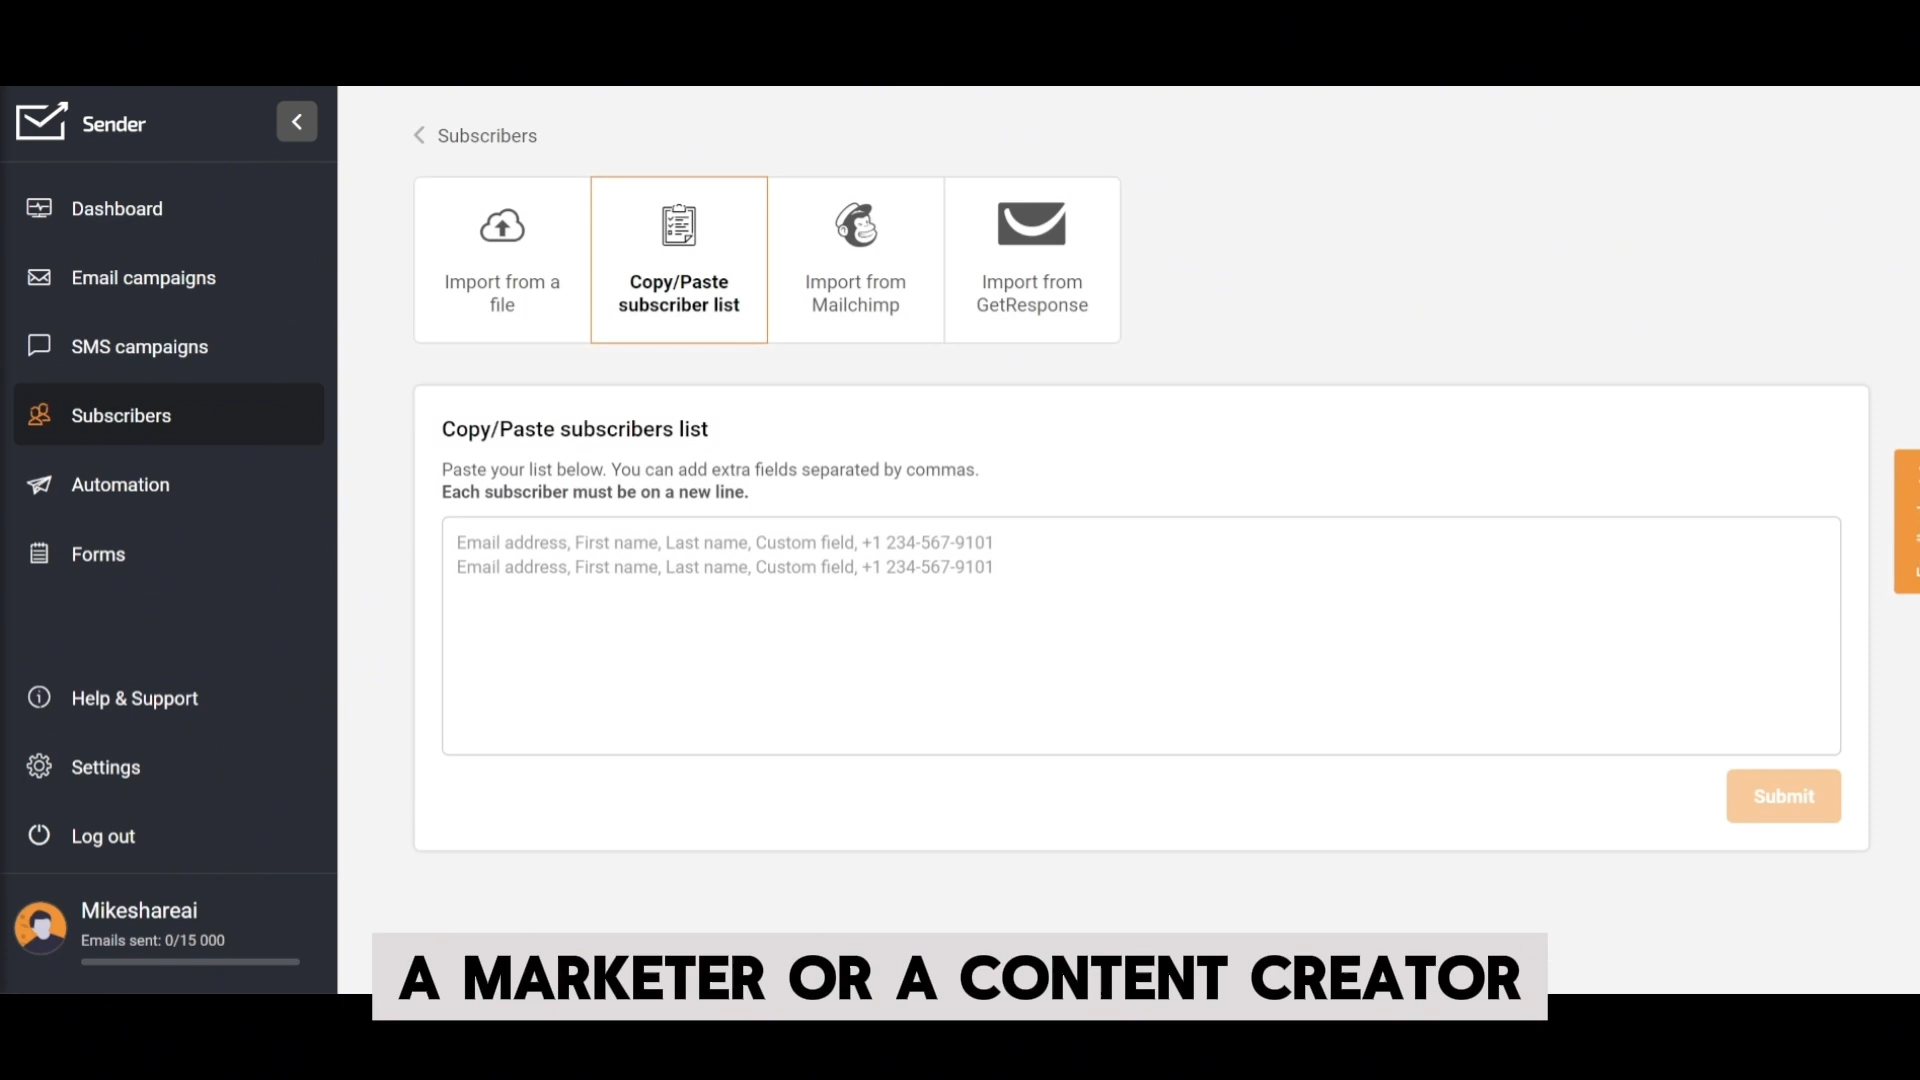 Sender
Dashboard
Email campaigns
SMS campaigns
Subscribers
Automation
Forms
Help & Support
Settings
Log out
Mikeshareai
Emails sent: 0/15 000
Subscribers
Import from a
file
Copy/Paste
subscriber list
Import from
Mailchimp
Import from
GetResponse
Copy/Paste subscribers list
Paste your list below. You can add extra fields separated by commas.
Each subscriber must be on a new line.
Email address, First name, Last name, Custom field, +1 234-567-9101
Email address, First name, Last name, Custom field, +1 234-567-9101
Submit
A MARKETER OR A CONTENT CREATOR